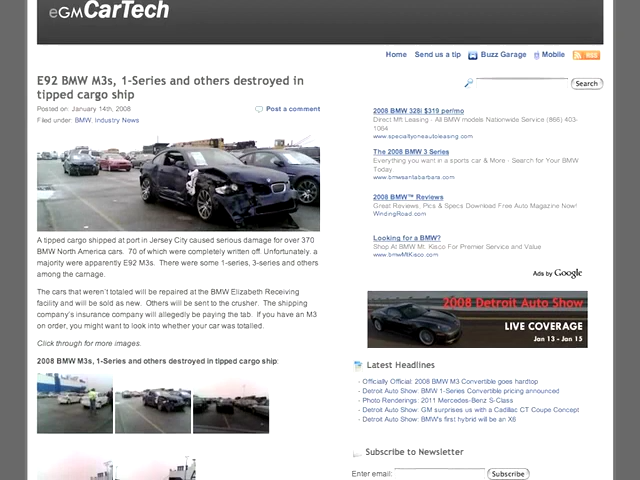 eGMCarTech
Home Send us a tip Buzz Garage Mobile RSS
E92 BMW M3s, 1-Series and others destroyed in
tipped cargo ship
Posted on January 14th, 2008 Post a comment
Filed under: BMW, Industry News
A tipped cargo shipped at port in Jersey City caused serious damage for over 370
BMW North America cars. 70 of which were completely written off. Unfortunately, a
majority were apparently E92 M3s. There were some 1-series, 3-series and others
among the carnage.
The cars that weren't totaled will be repaired at the BMW Elizabeth Receiving
facility and will be sold as new. Others will be sent to the crusher. The shipping
company's insurance company will allegedly be paying the tab. If you have an M3
on order, you might want to look into whether your car was totalled.
Click through for more images.
2008 BMW M3s, 1-Series and others destroyed in tipped cargo ship:
Search
2008 BMW 328i $319 per/mo
Direct Mft Leasing - All BMW models Nationwide Service (866) 403-
1064
www.specialtyoneautoleasing.com
The 2008 BMW 3 Series
Everything you want in a sports car & More - Search for Your BMW
Today
www.bmwsantabarbara.com
2008 BMW™ Reviews
Great Reviews, Pics & Specs Download Free Auto Magazine Now!
WindingRoad.com
Looking for a BMW?
Shop At BMW Mt. Kisco For Premier Service and Value
www.bmwMtKisco.com
Ads by Google
2008 Detroit Auto Show
LIVE COVERAGE
Jan 13 - Jan 15
Latest Headlines
- Officially Official: 2008 BMW M3 Convertible goes hardtop
- Detroit Auto Show: BMW 1-Series Convertible pricing announced
- Photo Renderings: 2011 Mercedes-Benz S-Class
- Detroit Auto Show: GM surprises us with a Cadillac CT Coupe Concept
- Detroit Auto Show: BMW's first hybrid will be an X6
Subscribe to Newsletter
Enter email: Subscribe